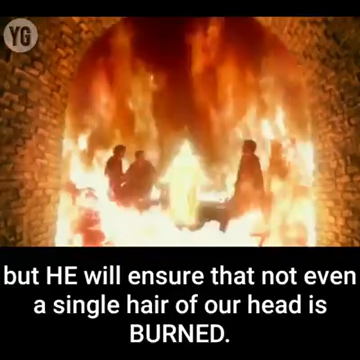 YG
but HE will ensure that not even
a single hair of our head is
BURNED.